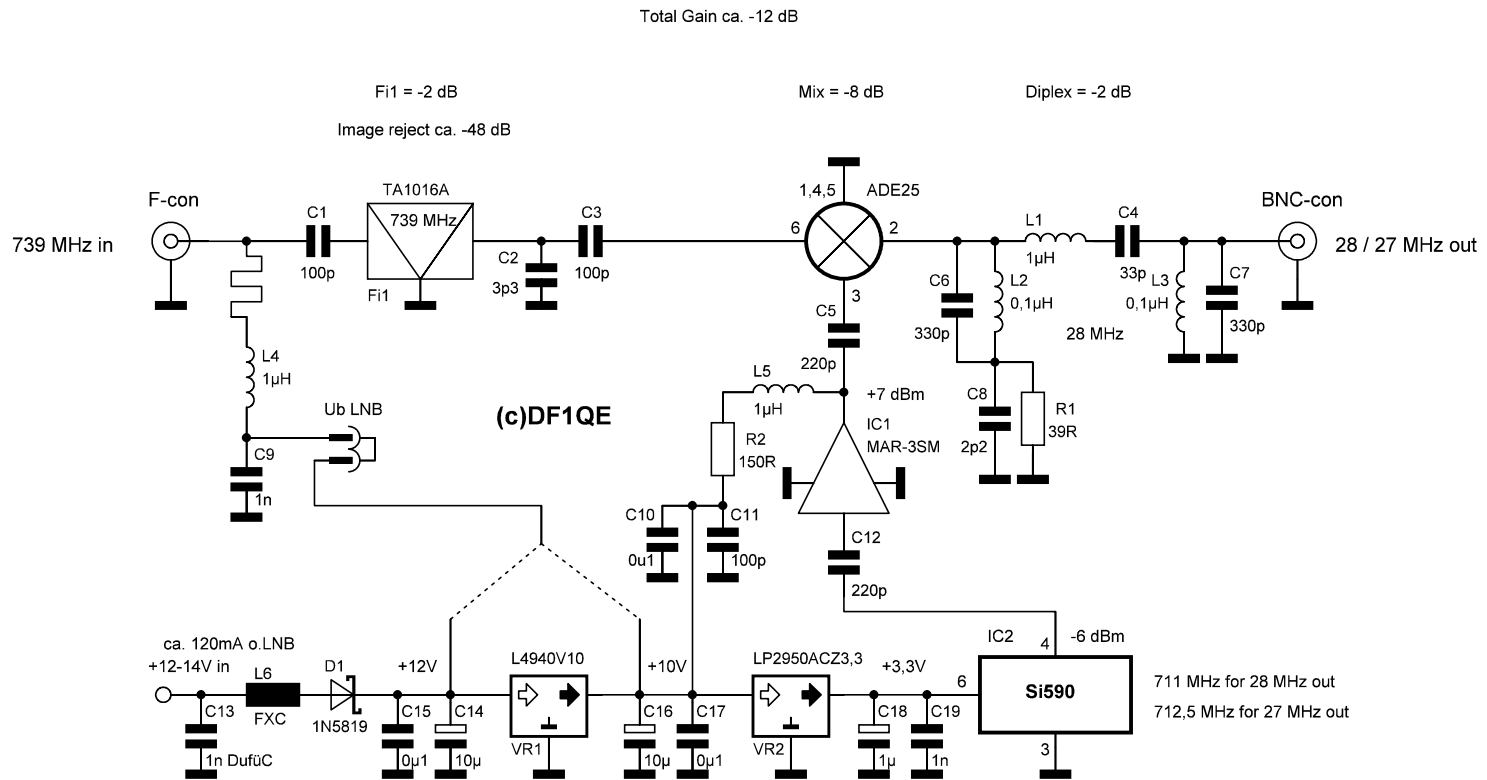 Total Gain ca. -12 dB
Fi1 = -2 dB
Mix = -8 dB
Diplex = -2 dB
Image reject ca. -48 dB
F-con
TA1016A
1,4,5
ADE25
BNC-con
739 MHz in
C1
100p
739 MHz
Fi1
C2
3p3
C3
100p
6
2
3
L1
1µH
C4
33p
28 / 27 MHz out
C6
330p
L2
0,1µH
L3
0,1µH
C7
330p
28 MHz
C5
220p
L4
1µH
L5
1µH
+7 dBm
C8
2p2
R1
39R
Ub LNB
(c)DF1QE
IC1
MAR-3SM
R2
150R
C9
1n
C10
0u1
C11
100p
C12
220p
ca. 120mA o.LNB
+12-14V in
L6
FXC
D1
1N5819
+12V
L4940V10
+10V
LP2950ACZ3,3
+3,3V
IC2
4
-6 dBm
6
Si590
3
711 MHz for 28 MHz out
712,5 MHz for 27 MHz out
C13
1n DufüC
C15
0µ1
C14
10µ
VR1
C16
10µ
C17
0µ1
VR2
C18
1µ
C19
1n